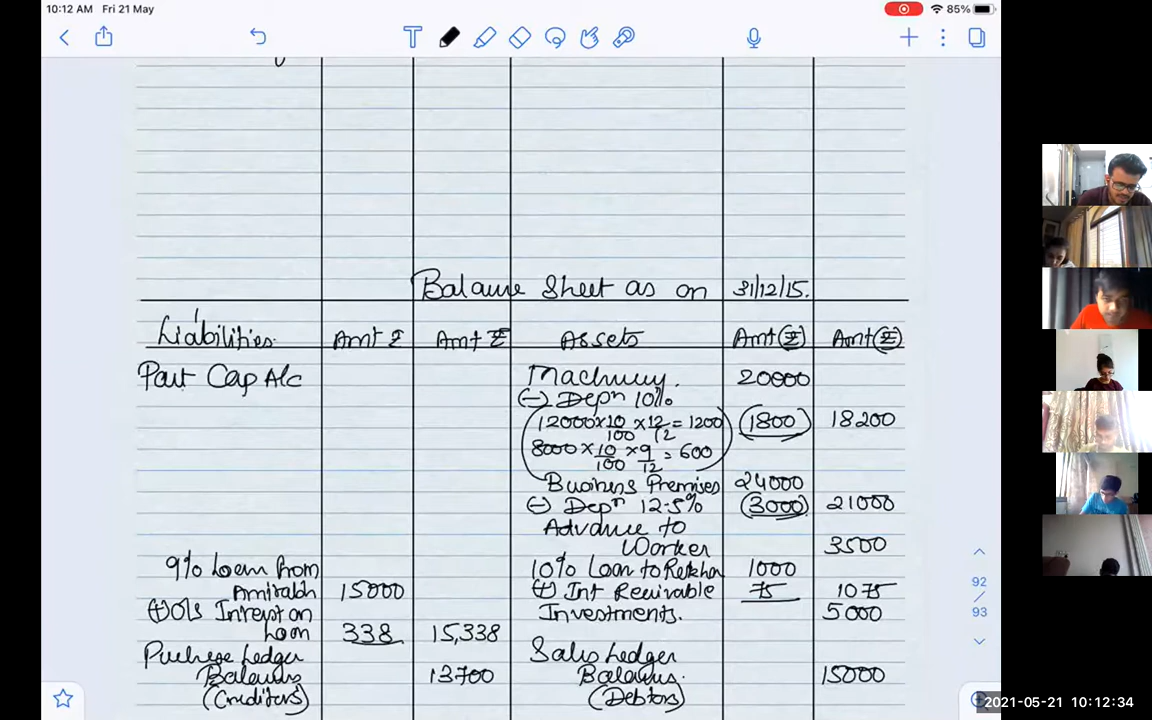 10:12 AM Fri 21 May
85%
T
Balance Sheet as on 31/12/15.
Liabilities. Amt ₹ Amt ₹ Assets Amt(₹) Amt(₹)
Part Cap A/c Machinery. 20000
(-) Depn 10%
(12000×10/100 ×12/12 = 1200 (1800) 18200
8000×10/100 ×9/12 = 600)
Business Premises 24000
(-) Depn 12.5% (3000) 21000
Advance to
Worker 3500
9% Loan from 10% Loan to Rekha 1000
Amitabh 15000 (+) Int Receivable 75 1075
(+) O/s Interest on Investments. 5000
Loan 338 15,338
Purchase Ledger Sales Ledger
Balances 13700 Balances. 15000
(Creditors) (Debtors)
92
/
93
2021-05-21 10:12:34